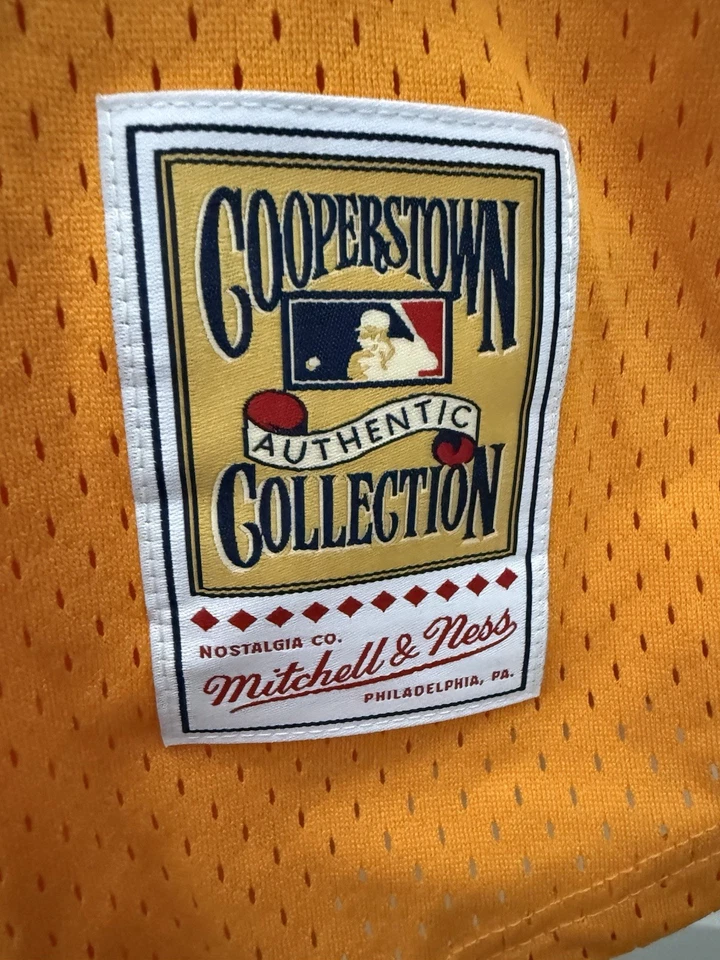 COOPERSTOWN
AUTHENTIC
COLLECTION
NOSTALGIA CO.
Mitchell & Ness
PHILADELPHIA, PA.